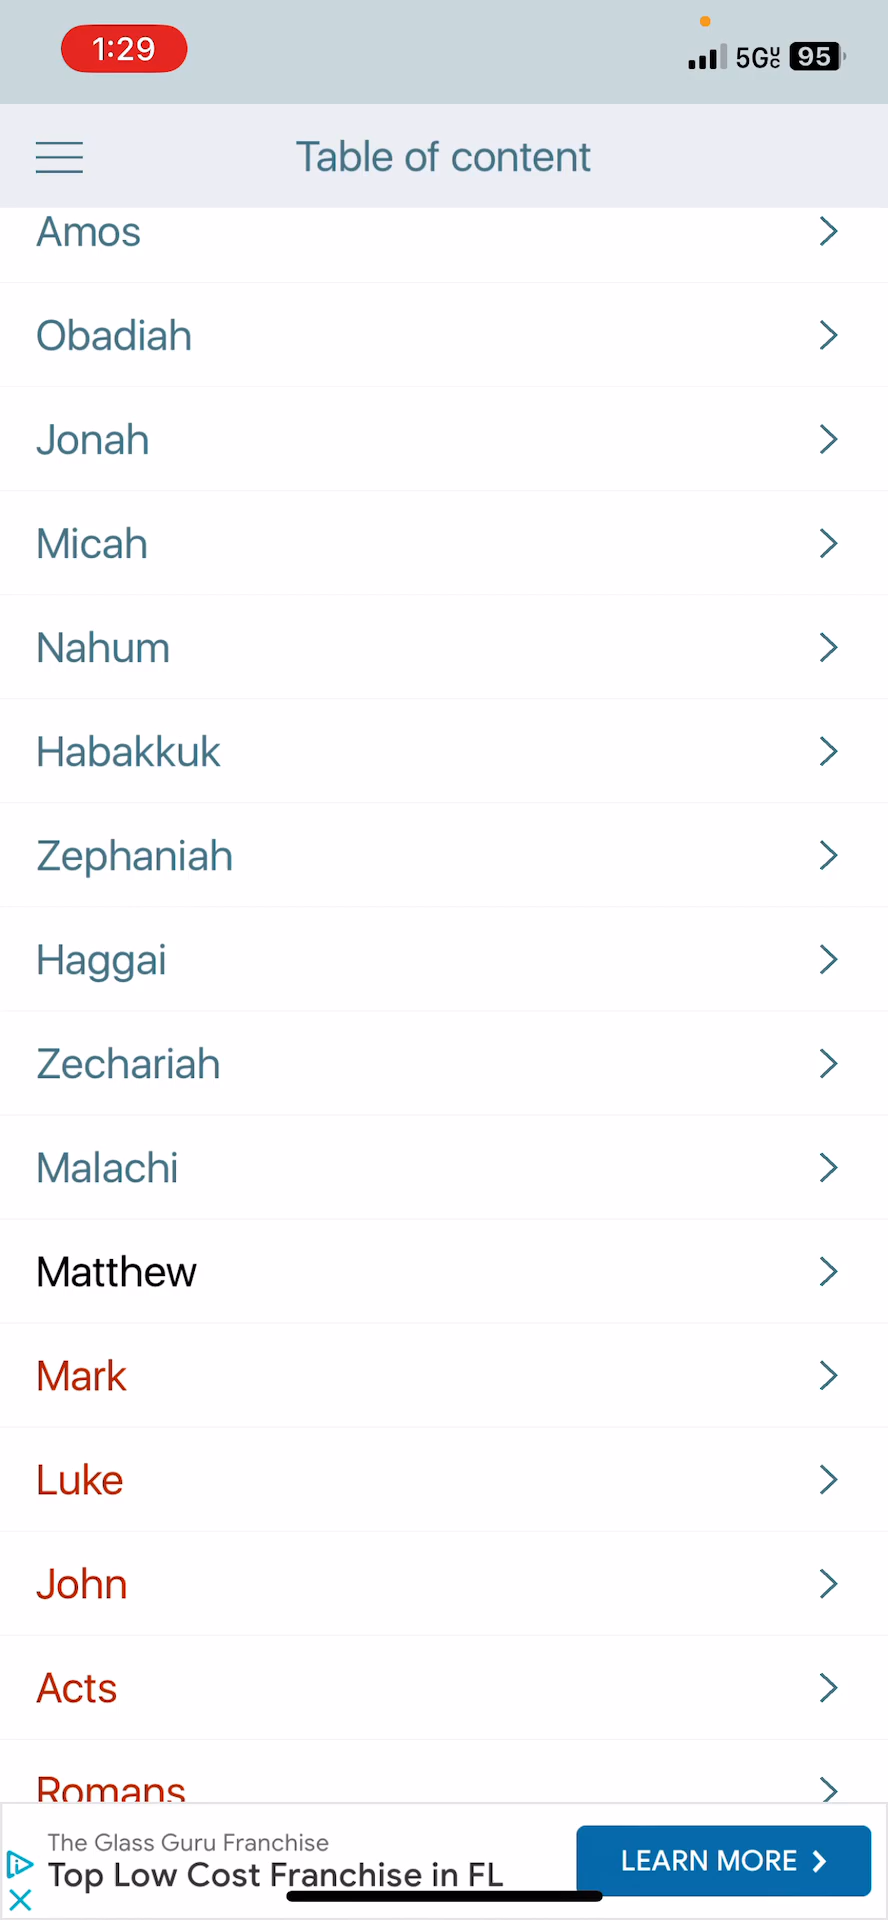 1:29
5GUC 95
Table of content
Amos
Obadiah
Jonah
Micah
Nahum
Habakkuk
Zephaniah
Haggai
Zechariah
Malachi
Matthew
Mark
Luke
John
Acts
Romans
The Glass Guru Franchise
Top Low Cost Franchise in FL
LEARN MORE